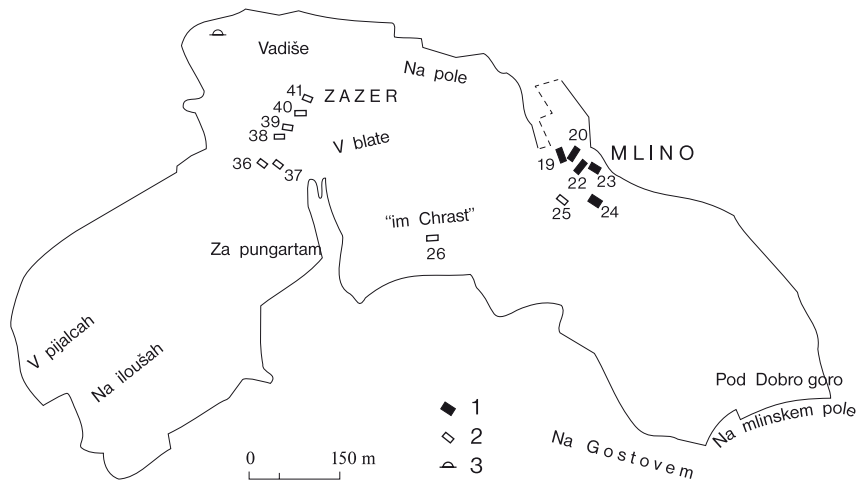 Vadiše
Na pole
41
ZAZER
40
39
38
V blate
20
MLINO
19
36
37
22
23
25
24
"im Chrast"
26
Za pungartam
V pijalcah
Na iloušah
Pod Dobro goro
Na mlinskem pole
Na Gostovem
1
2
3
0
150 m